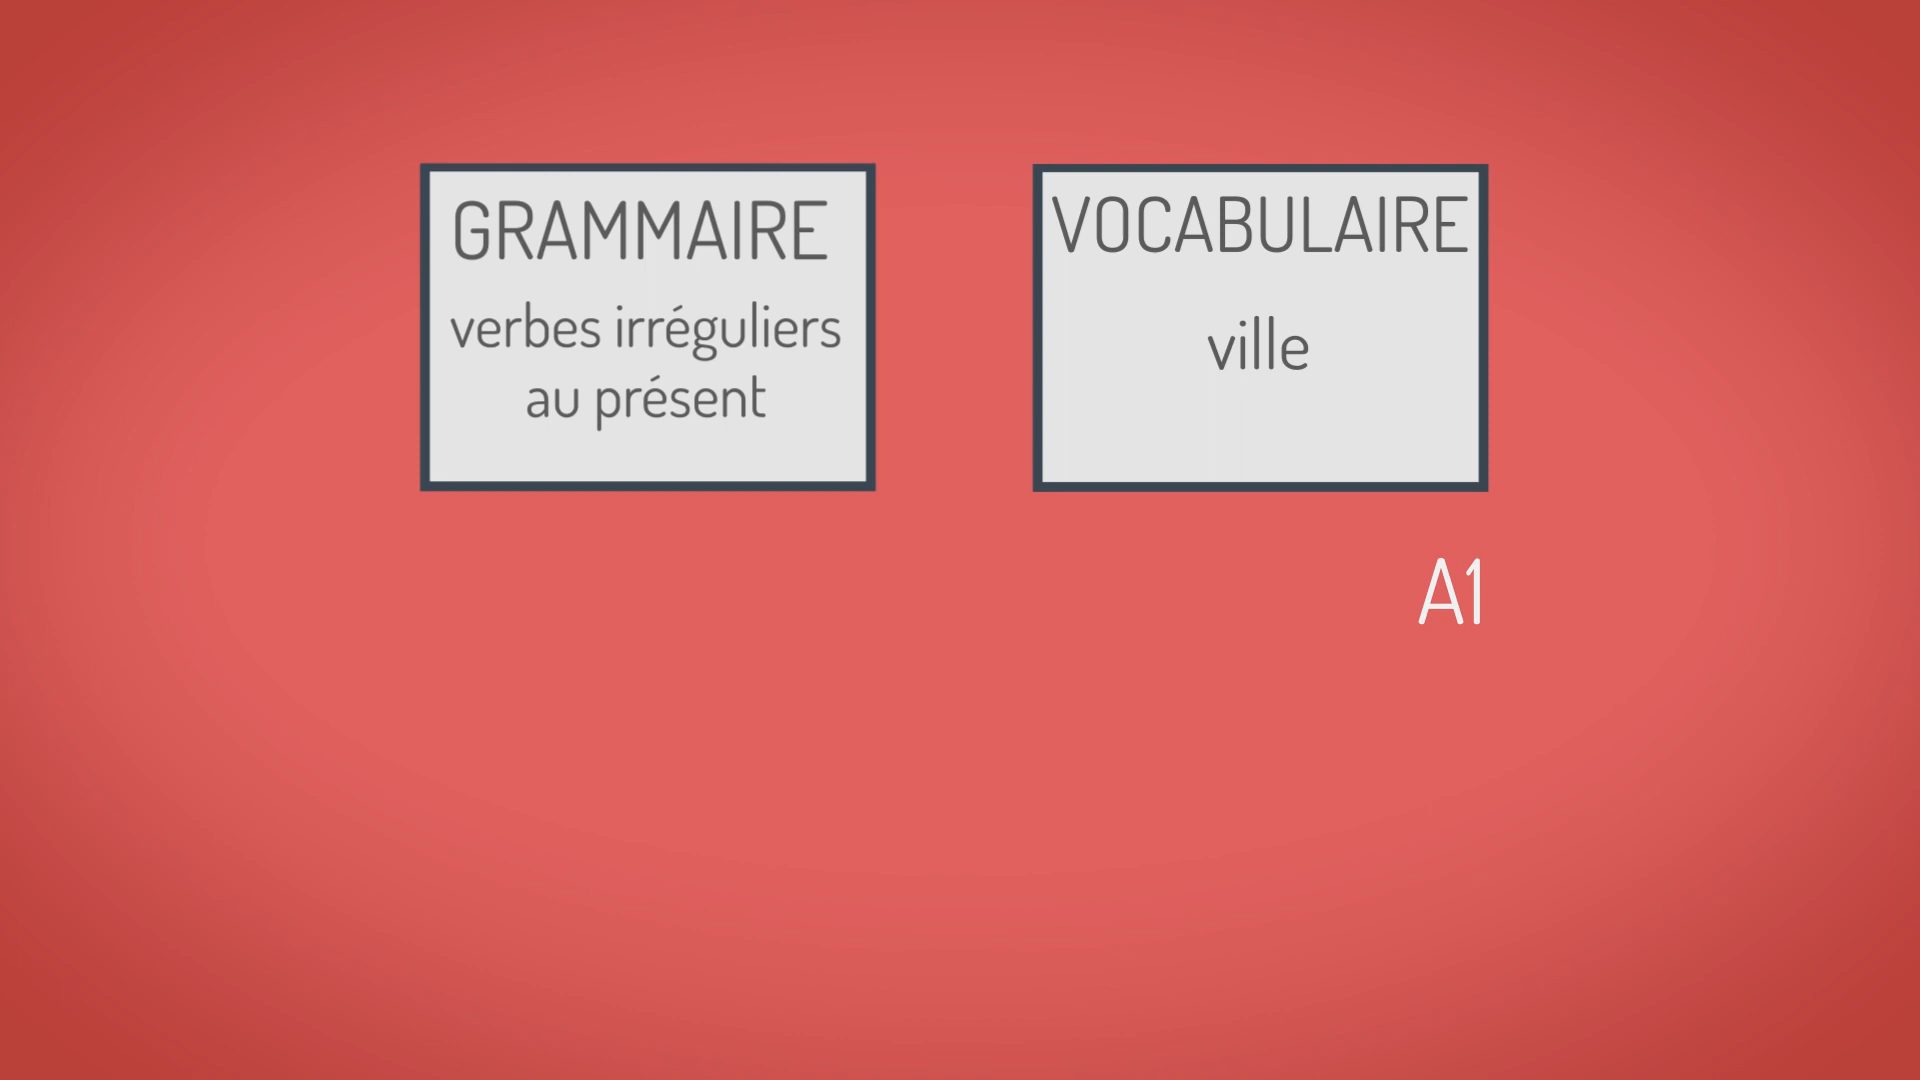 GRAMMAIRE
verbes irréguliers
au présent
VOCABULAIRE
ville
A1